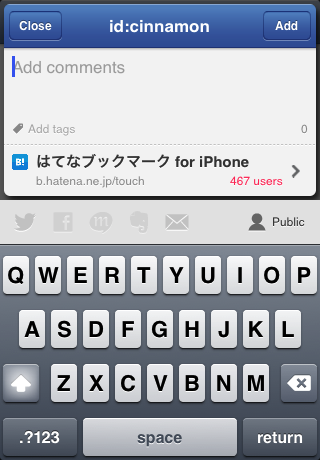 Close id:cinnamon Add
Add comments
Add tags 0
B! はてなブックマーク for iPhone
b.hatena.ne.jp/touch 467 users
m Public
Q W E R T Y U I O P
A S D F G H J K L
Z X C V B N M
.?123 space return